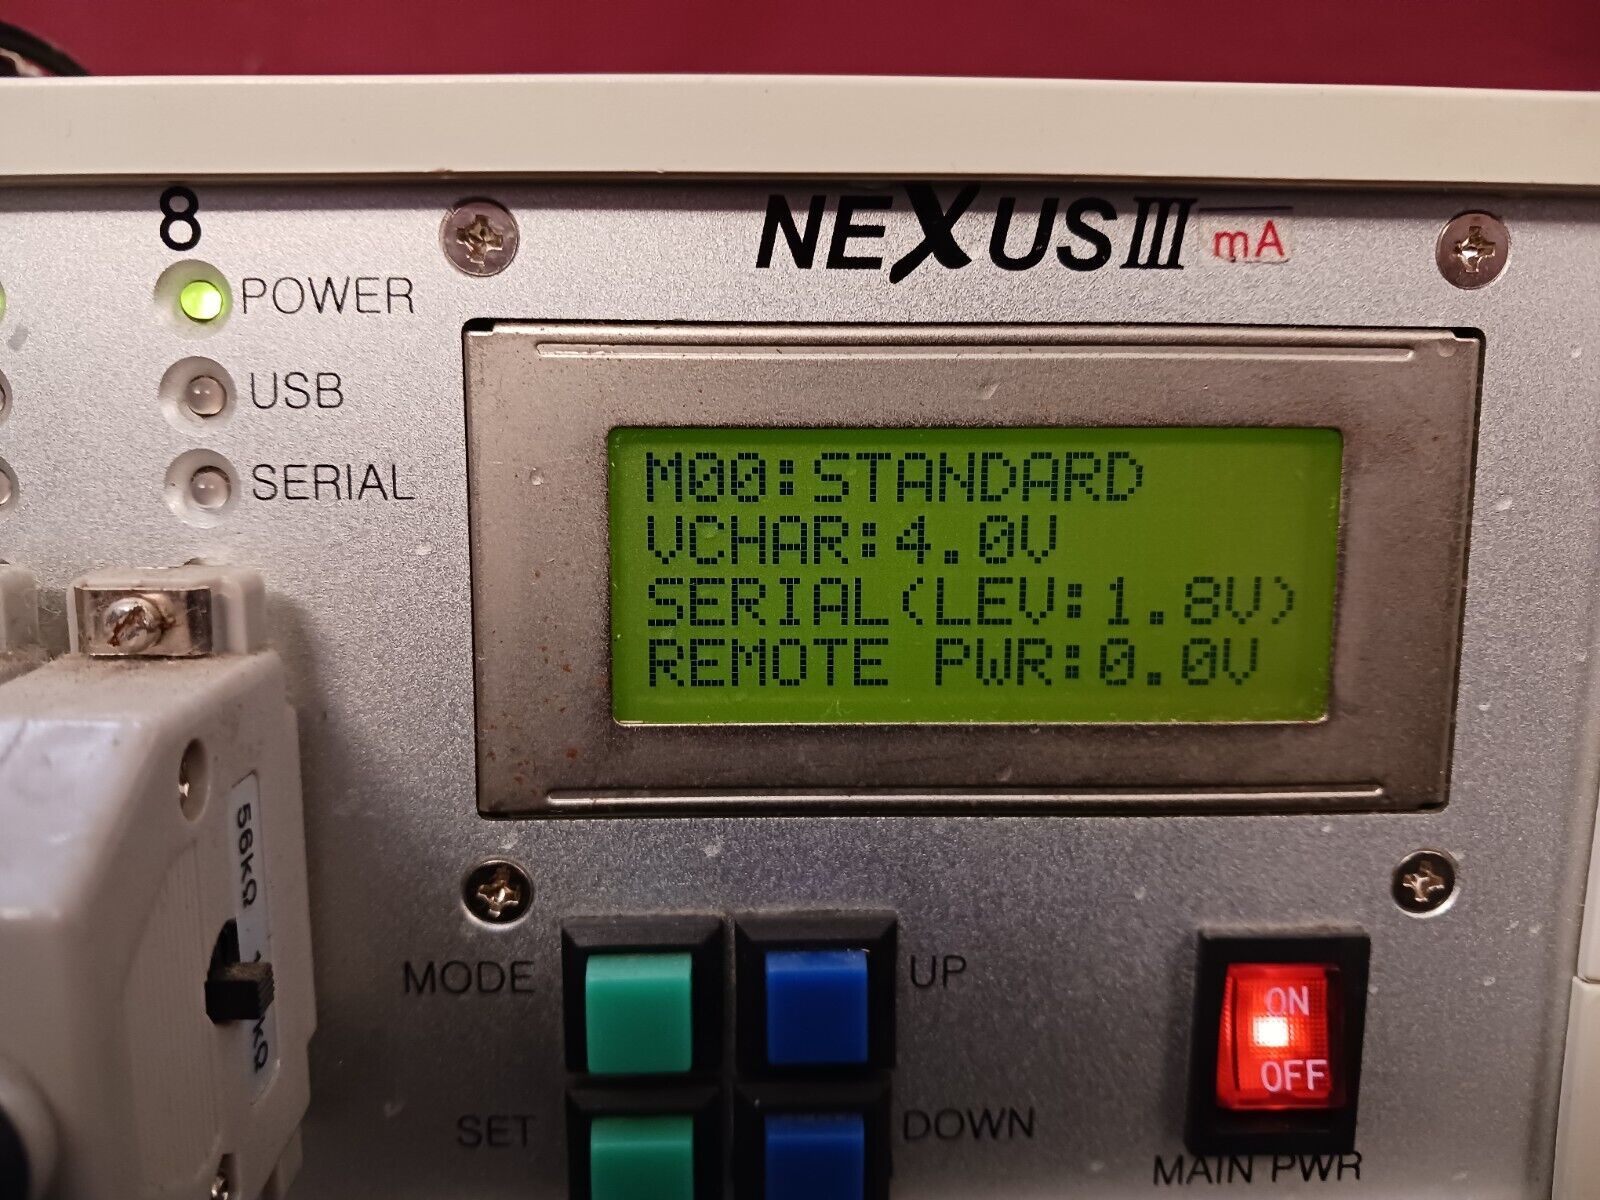 8
NEXUS III mA
POWER
USB
SERIAL
M00:STANDARD
VCHAR:4.0V
SERIAL(LEV:1.8V)
REMOTE PWR:0.0V
56kΩ
kΩ
MODE
UP
SET
DOWN
ON
OFF
MAIN PWR